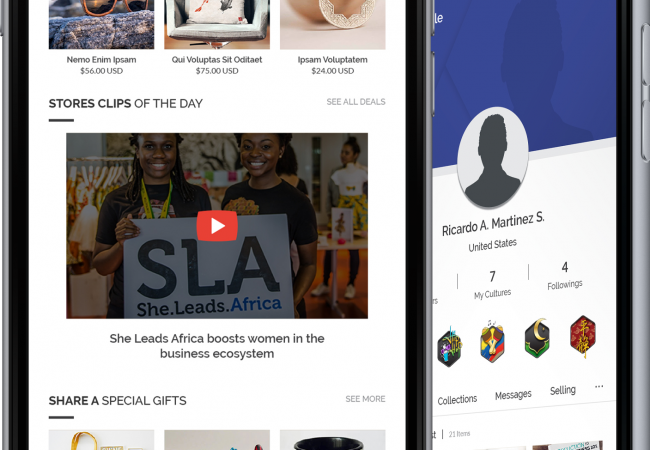 Nemo Enim Ipsam
$56.00 USD
Qui Voluptas Sit Oditaet
$75.00 USD
Ipsam Voluptatem
$24.00 USD
STORES CLIPS OF THE DAY
SEE ALL DEALS
SLA
She.Leads.Africa
She Leads Africa boosts women in the
business ecosystem
SHARE A SPECIAL GIFTS
SEE MORE
Ricardo A. Martinez S.
United States
7
My Cultures
4
Followings
Collections
Messages
Selling
...
21 Items